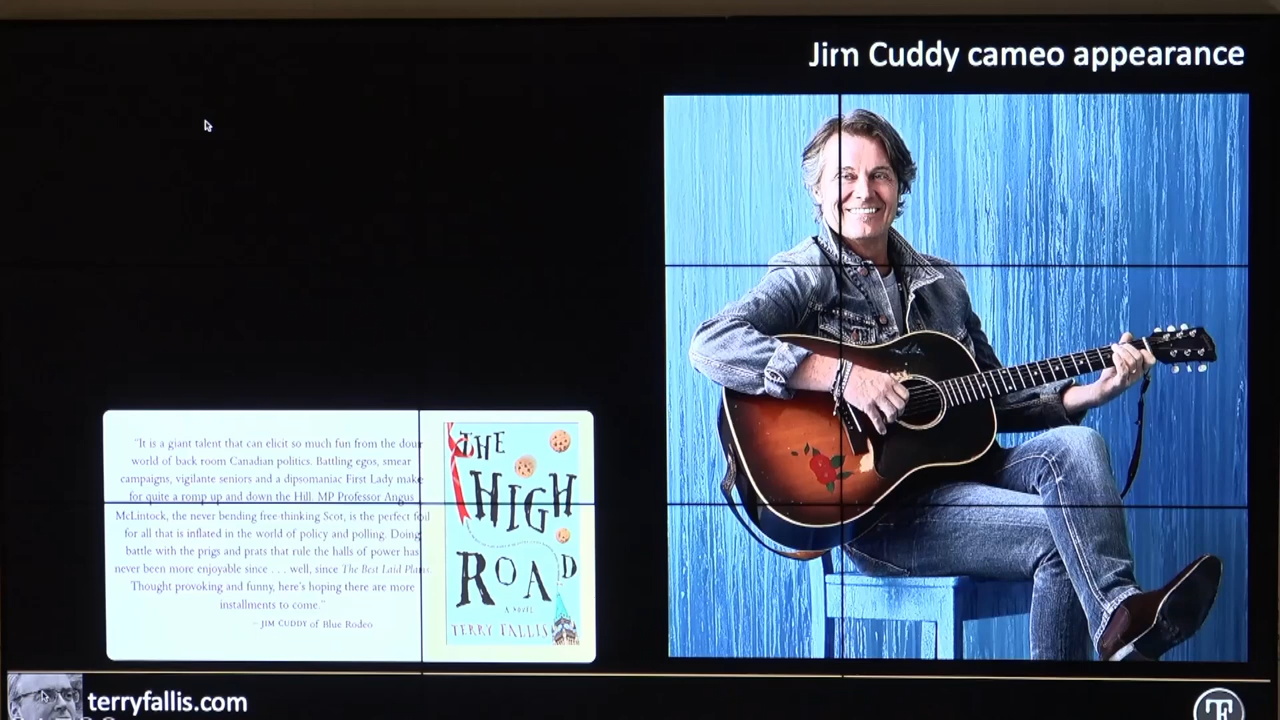 Jim Cuddy cameo appearance
"It is a giant talent that can elicit so much fun from the dour
world of back room Canadian politics. Battling egos, smear
campaigns, vigilante seniors and a dipsomaniac First Lady make
for quite a romp up and down the Hill. MP Professor Angus
McLintock, the never bending free-thinking Scot, is the perfect foil
for all that is inflated in the world of policy and polling. Doing
battle with the prigs and prats that rule the halls of power has
never been more enjoyable since . . . well, since The Best Laid Plans.
Thought provoking and funny, here's hoping there are more
installments to come."
– JIM CUDDY of Blue Rodeo
THE
HIGH
ROAD
A NOVEL
TERRY FALLIS
terryfallis.com
TF